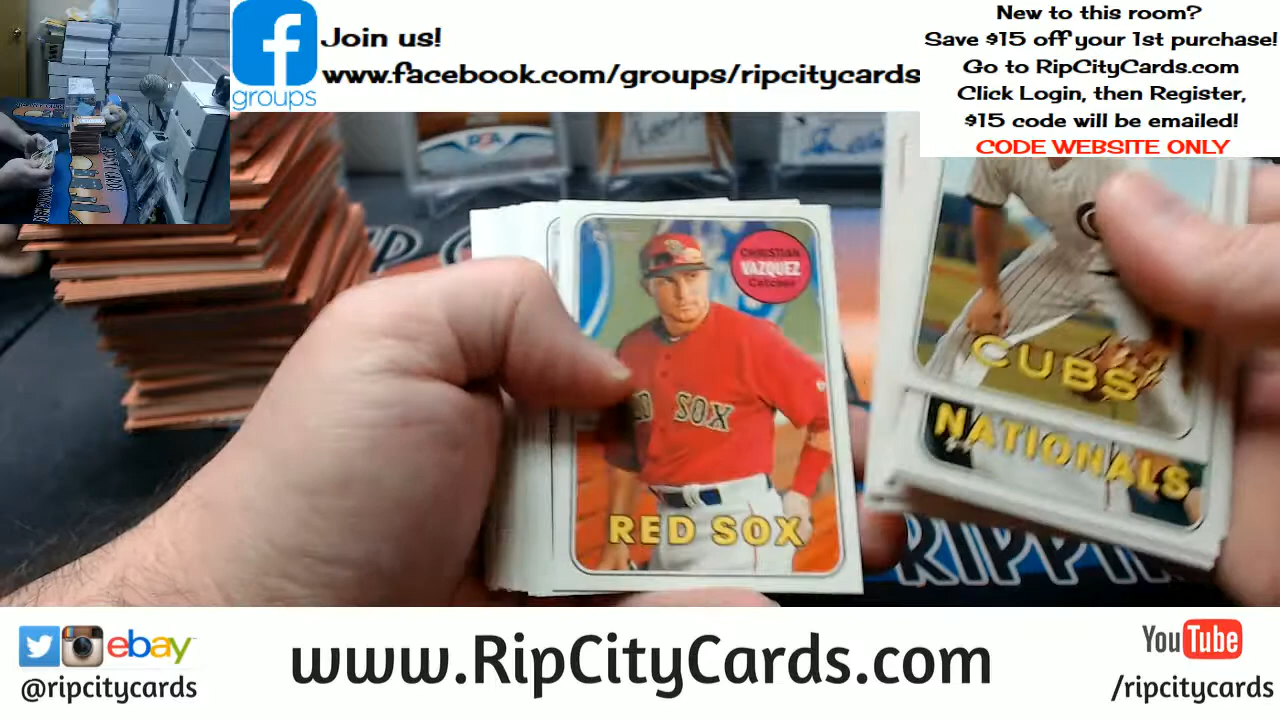 groups
Join us!
www.facebook.com/groups/ripcitycards
New to this room?
Save $15 off your 1st purchase!
Go to RipCityCards.com
Click Login, then Register,
$15 code will be emailed!
CODE WEBSITE ONLY
PSA
CHRISTIAN
VAZQUEZ
Catcher
RED SOX
RED SOX
CUBS
NATIONALS
RIPPIN
ebay
@ripcitycards
www.RipCityCards.com
YouTube
/ripcitycards